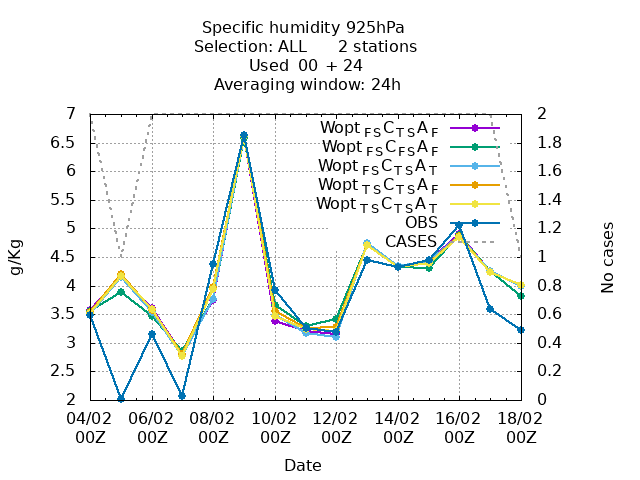 Specific humidity 925hPa
Selection: ALL      2 stations
Used  00 + 24
Averaging window: 24h
g/Kg
7
6.5
6
5.5
5
4.5
4
3.5
3
2.5
2
Wopt FS C TS A F
Wopt FS C FS A F
Wopt FS C TS A T
Wopt TS C TS A F
Wopt TS C TS A T
OBS
CASES
2
1.8
1.6
1.4
1.2
1
0.8
0.6
0.4
0.2
0
No cases
04/02 06/02 08/02 10/02 12/02 14/02 16/02 18/02
00Z 00Z 00Z 00Z 00Z 00Z 00Z 00Z
Date